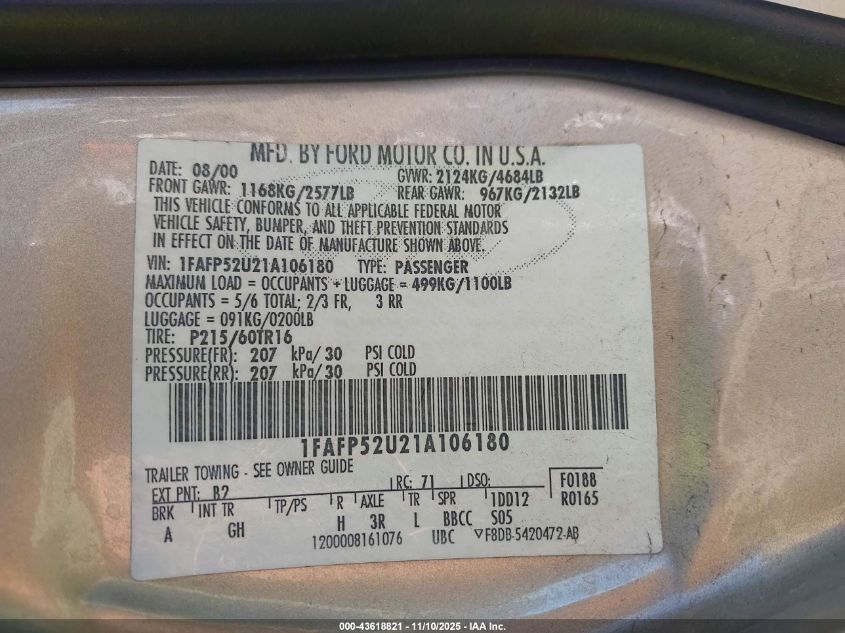 MFD. BY FORD MOTOR CO. IN U.S.A.
DATE: 08/00 GVWR: 2124KG/4684LB
FRONT GAWR: 1168KG/2577LB REAR GAWR: 967KG/2132LB
THIS VEHICLE CONFORMS TO ALL APPLICABLE FEDERAL MOTOR
VEHICLE SAFETY, BUMPER, AND THEFT PREVENTION STANDARDS
IN EFFECT ON THE DATE OF MANUFACTURE SHOWN ABOVE.
VIN: 1FAFP52U21A106180 TYPE: PASSENGER
MAXIMUM LOAD = OCCUPANTS + LUGGAGE = 499KG/1100LB
OCCUPANTS = 5/6 TOTAL; 2/3 FR, 3 RR
LUGGAGE = 091KG/0200LB
TIRE: P215/60TR16
PRESSURE(FR): 207 kPa/ 30 PSI COLD
PRESSURE(RR): 207 kPa/ 30 PSI COLD
1FAFP52U21A106180
TRAILER TOWING - SEE OWNER GUIDE
EXT PNT: B2 RC: 71 DSO: F0188
BRK INT TR TP/PS R AXLE TR SPR 1DD12 R0165
A GH H 3R L BBCC S05
1200008161076 UBC F8DB-5420472-AB
000-43618821 - 11/10/2025 - IAA Inc.